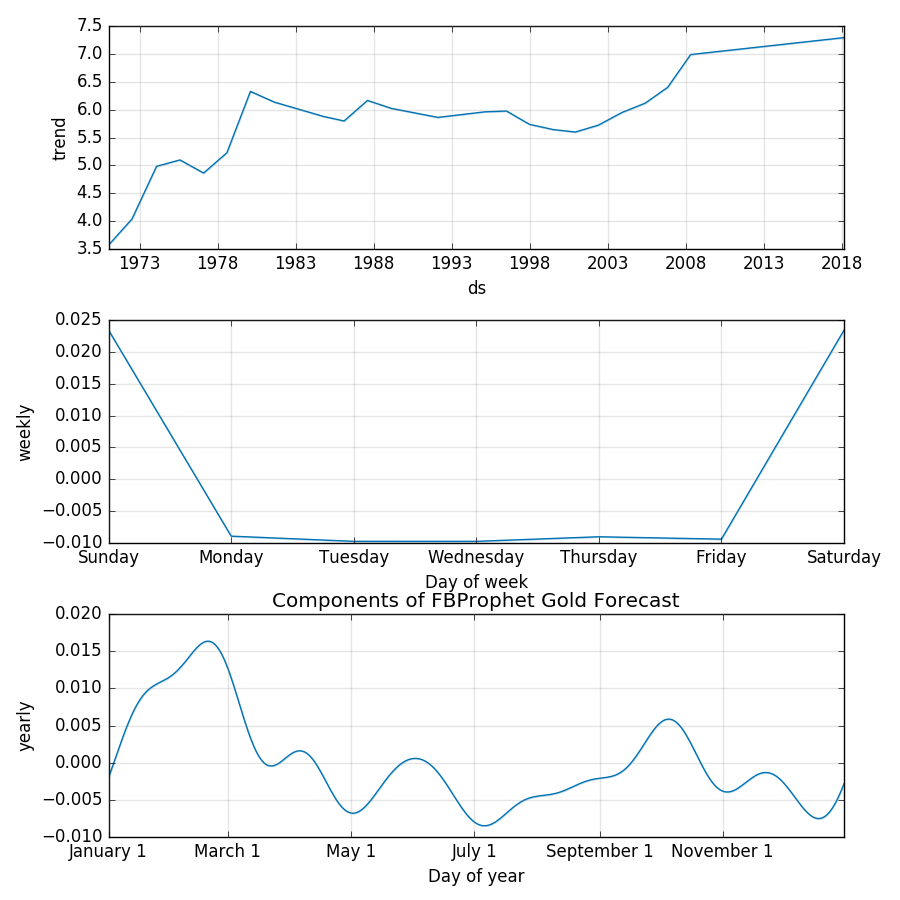 7.5
7.0
6.5
6.0
5.5
5.0
4.5
4.0
3.5
trend
1973 1978 1983 1988 1993 1998 2003 2008 2013 2018
ds
0.025
0.020
0.015
0.010
0.005
0.000
−0.005
−0.010
weekly
Sunday Monday Tuesday Wednesday Thursday Friday Saturday
Day of week
Components of FBProphet Gold Forecast
0.020
0.015
0.010
0.005
0.000
−0.005
−0.010
yearly
January 1 March 1 May 1 July 1 September 1 November 1
Day of year